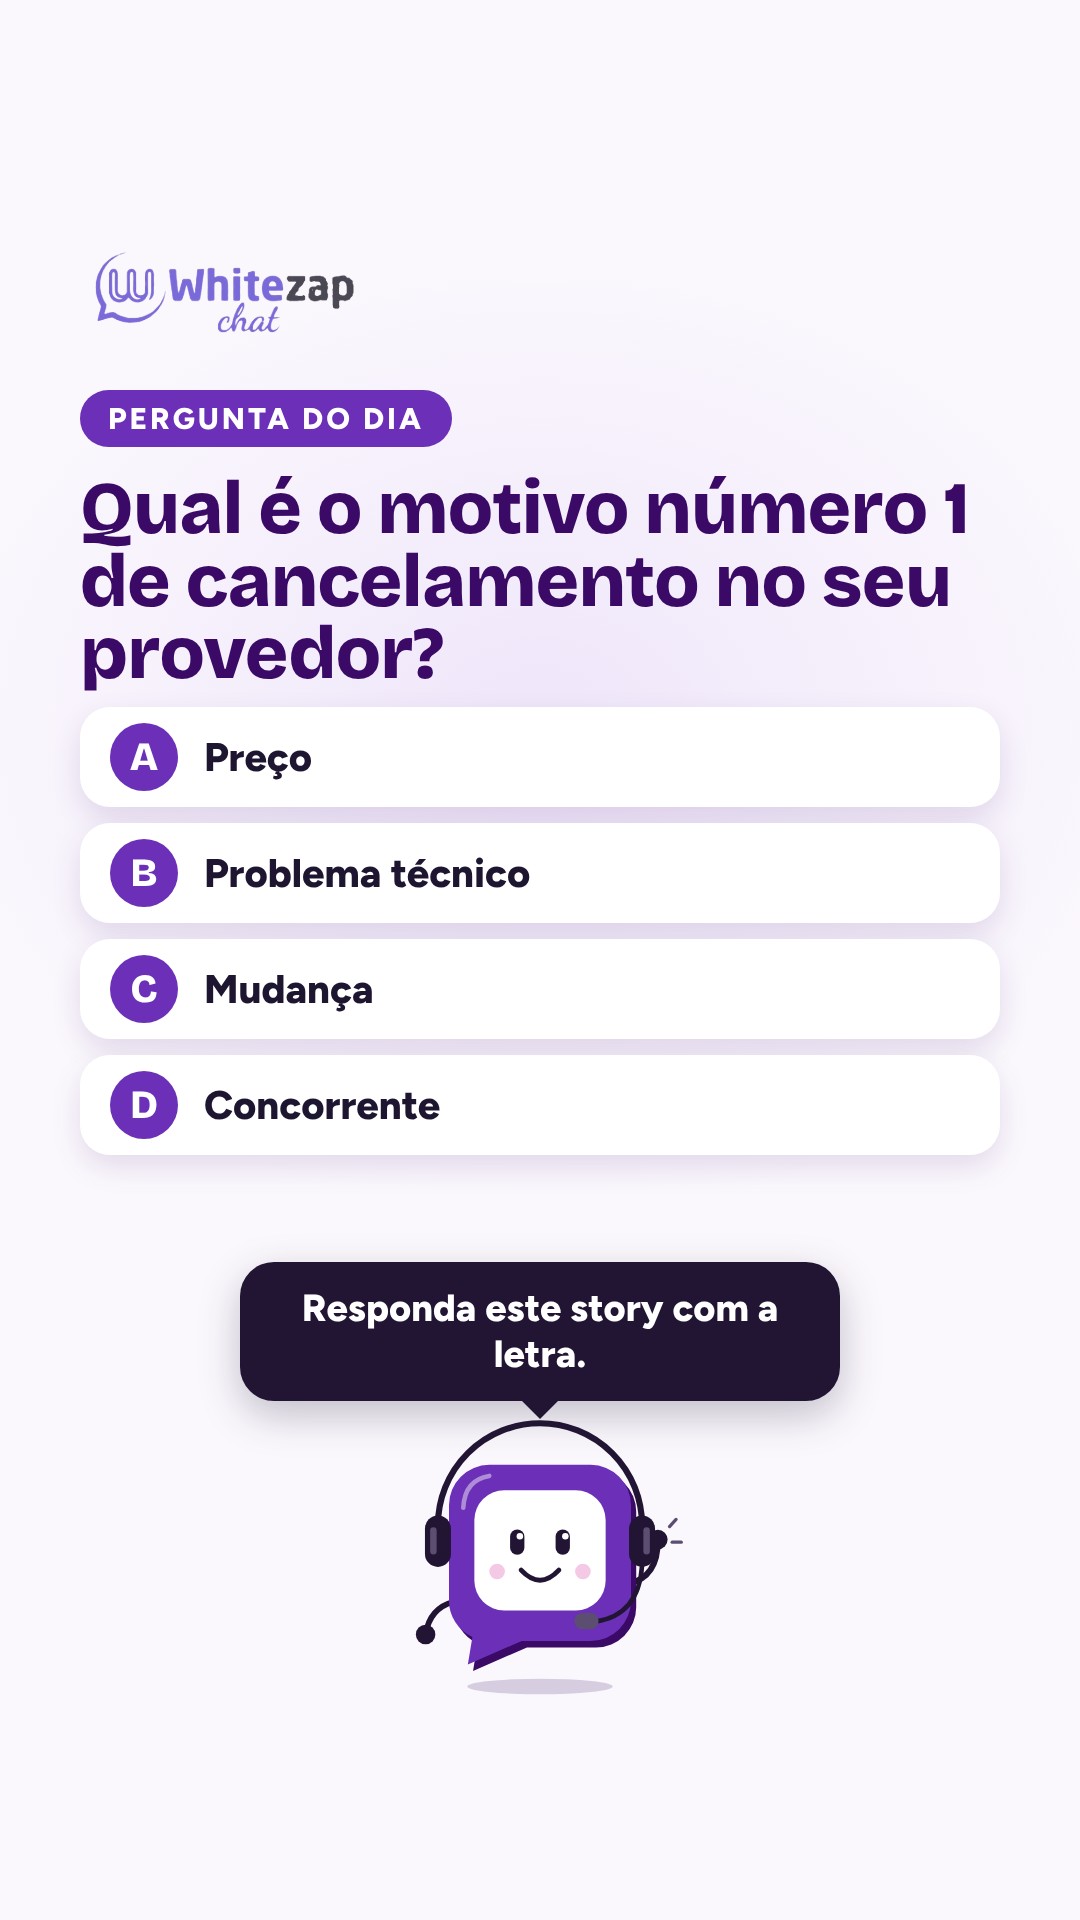 Whitezap
chat
PERGUNTA DO DIA
Qual é o motivo número 1
de cancelamento no seu
provedor?
A Preço
B Problema técnico
C Mudança
D Concorrente
Responda este story com a
letra.